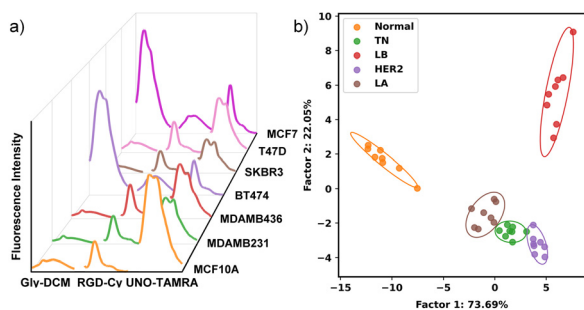 a)
Fluorescence Intensity
MCF7
T47D
SKBR3
BT474
MDAMB436
MDAMB231
MCF10A
Gly-DCM RGD-Cy UNO-TAMRA
b)
Normal
TN
LB
HER2
LA
Factor 2: 22.05%
10
8
6
4
2
0
−2
−4
−15 −10 −5 0 5
Factor 1: 73.69%